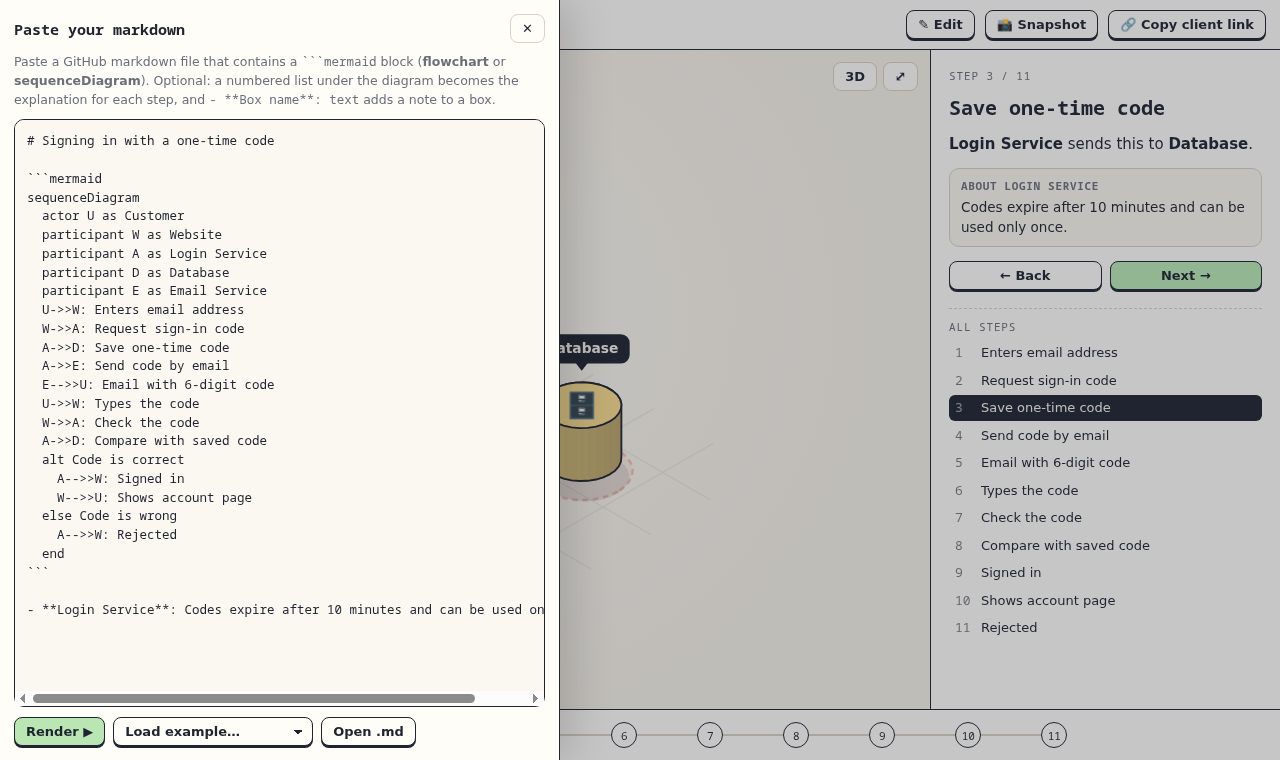 Paste your markdown
✕
Paste a GitHub markdown file that contains a ```mermaid block (flowchart or
sequenceDiagram). Optional: a numbered list under the diagram becomes the
explanation for each step, and - **Box name**: text adds a note to a box.
# Signing in with a one-time code
```mermaid
sequenceDiagram
actor U as Customer
participant W as Website
participant A as Login Service
participant D as Database
participant E as Email Service
U->>W: Enters email address
W->>A: Request sign-in code
A->>D: Save one-time code
A->>E: Send code by email
E-->>U: Email with 6-digit code
U->>W: Types the code
W->>A: Check the code
A->>D: Compare with saved code
alt Code is correct
A-->>W: Signed in
W-->>U: Shows account page
else Code is wrong
A-->>W: Rejected
end
```
- **Login Service**: Codes expire after 10 minutes and can be used on
Render ▶
Load example...
Open .md
✎ Edit
📸 Snapshot
🔗 Copy client link
3D
⤢
atabase
STEP 3 / 11
Save one-time code
Login Service sends this to Database.
ABOUT LOGIN SERVICE
Codes expire after 10 minutes and can be
used only once.
← Back
Next →
ALL STEPS
1 Enters email address
2 Request sign-in code
3 Save one-time code
4 Send code by email
5 Email with 6-digit code
6 Types the code
7 Check the code
8 Compare with saved code
9 Signed in
10 Shows account page
11 Rejected
6 7 8 9 10 11